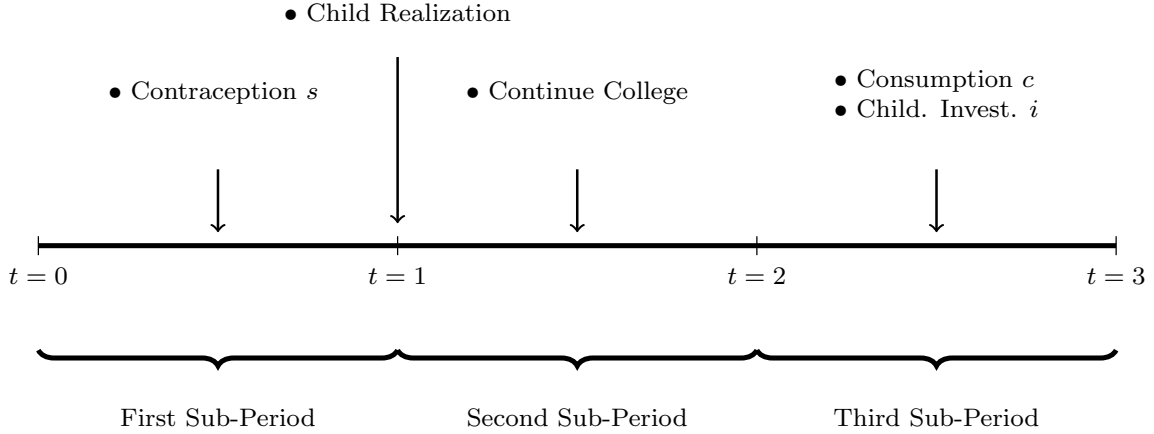 • Child Realization
• Contraception s
• Continue College
• Consumption c
• Child. Invest. i
t = 0
t = 1
t = 2
t = 3
First Sub-Period
Second Sub-Period
Third Sub-Period